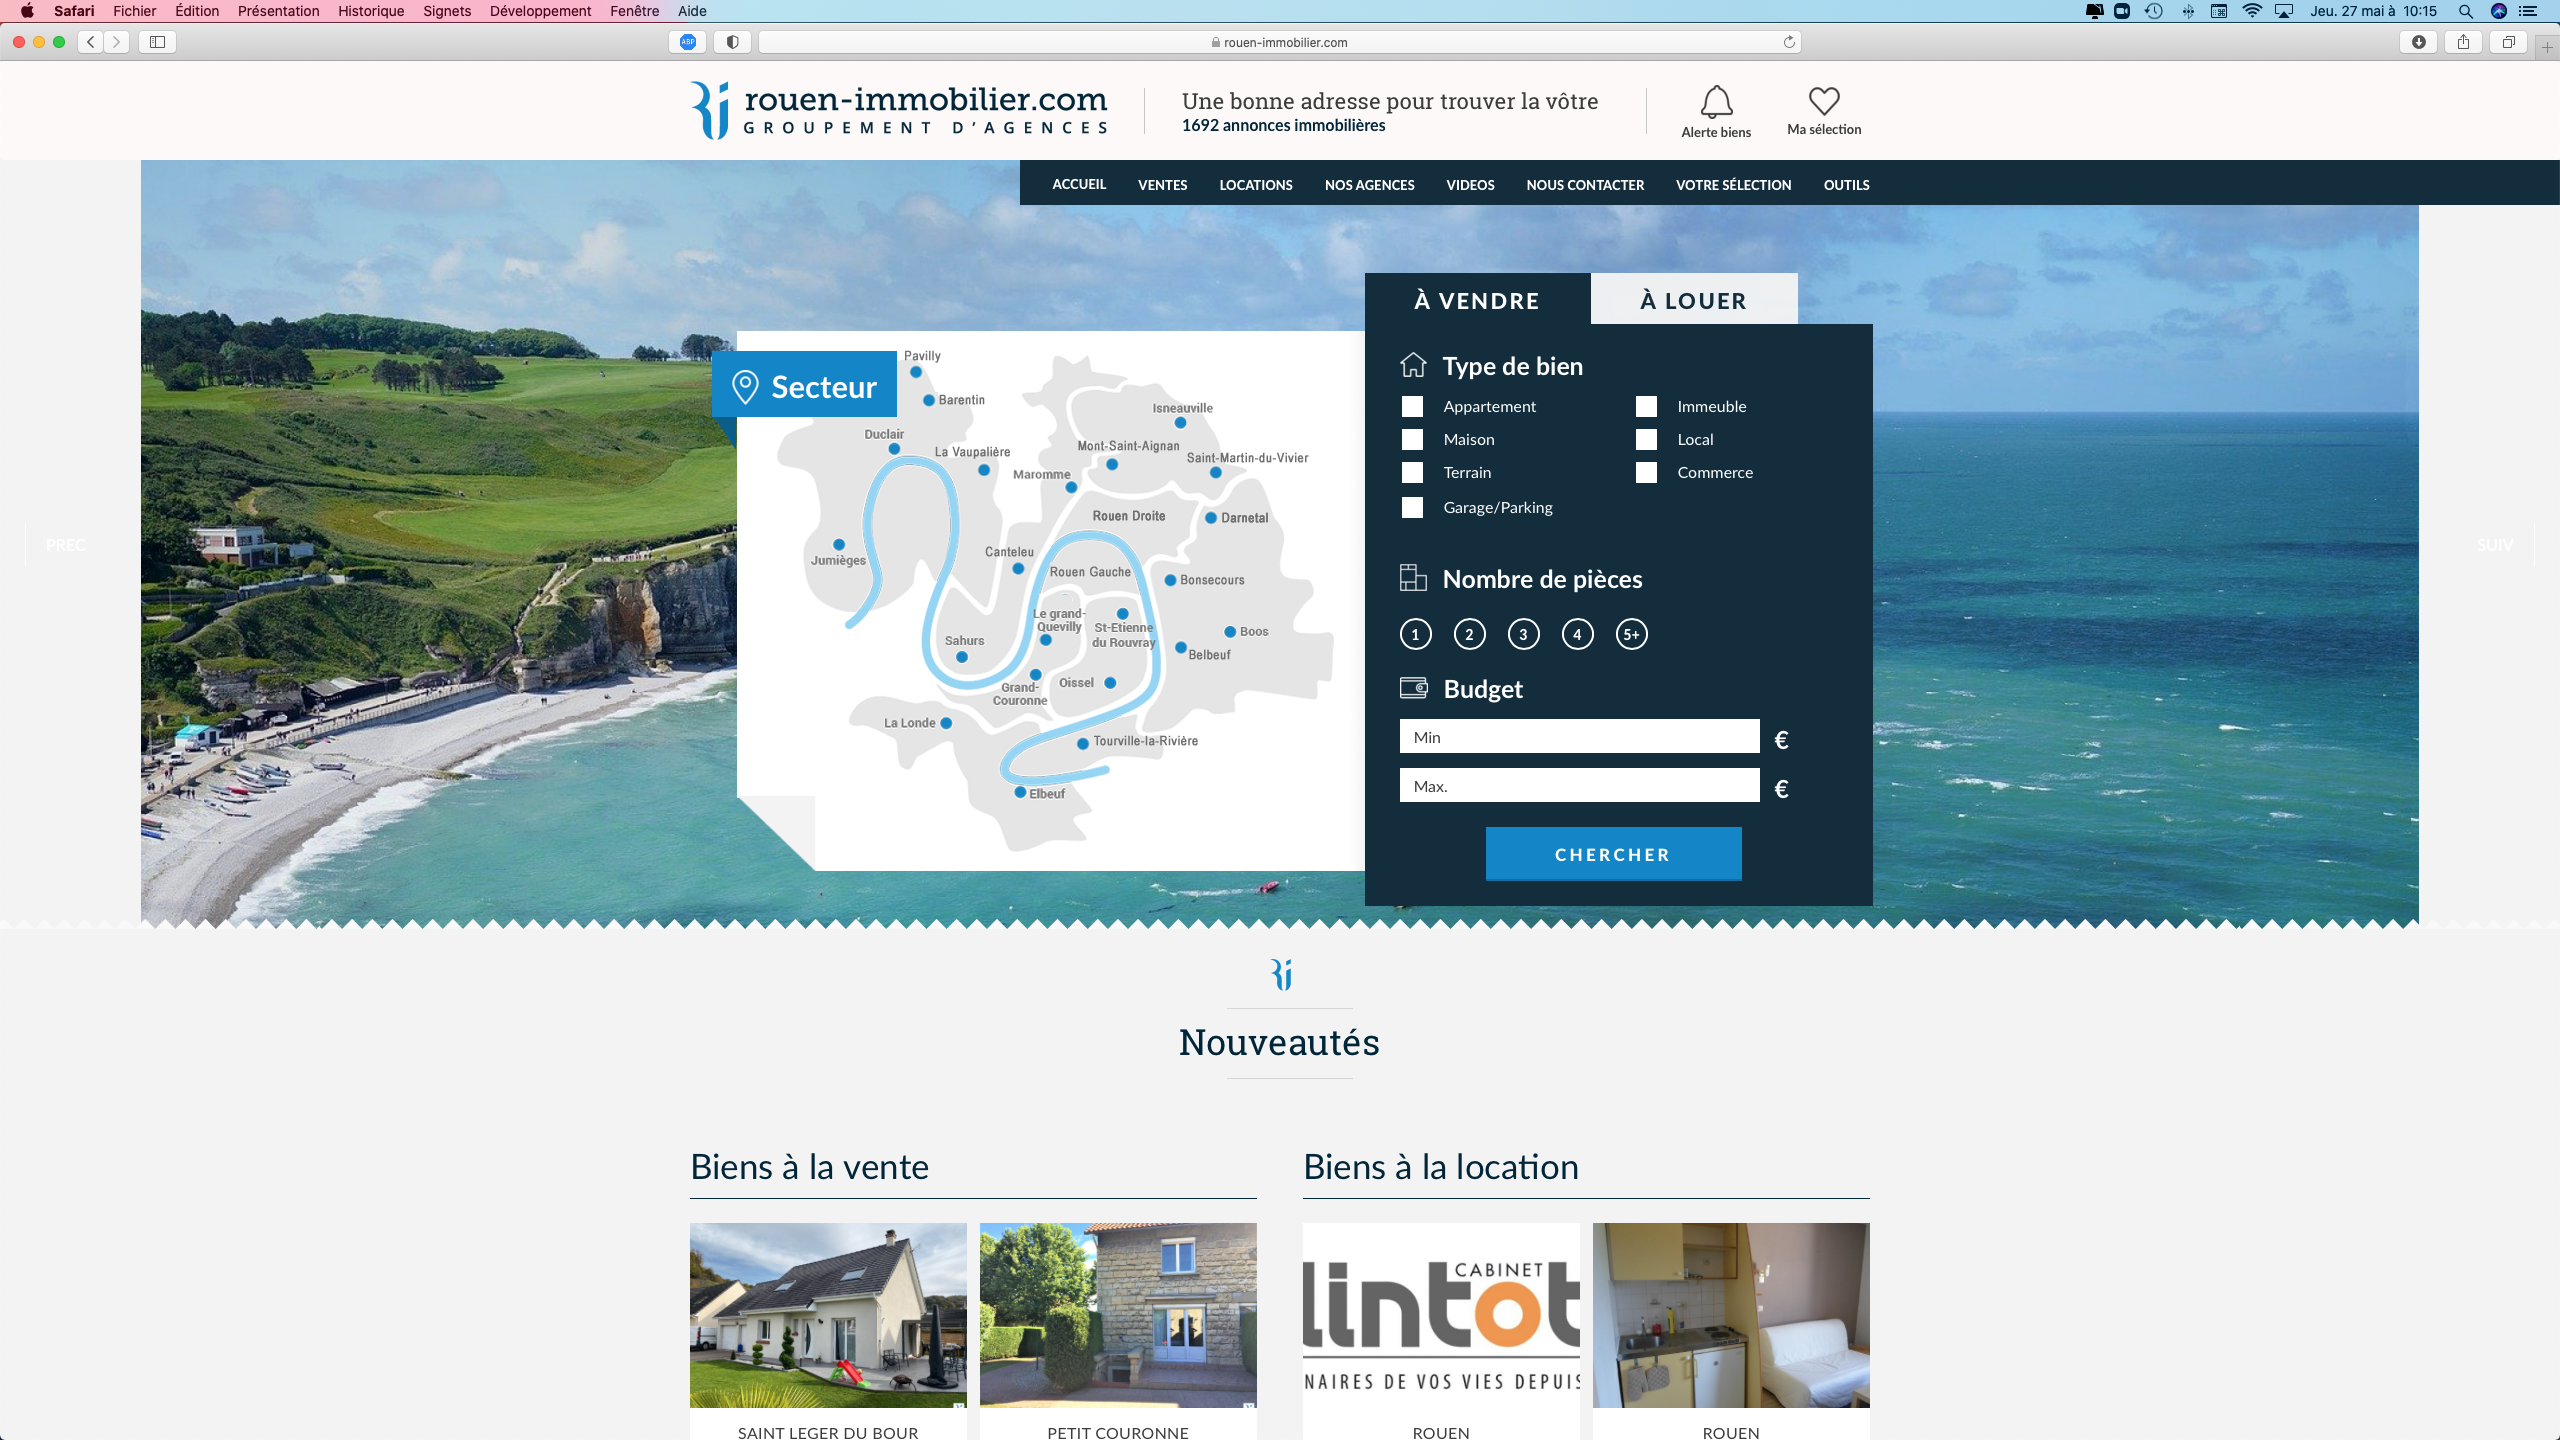 Safari Fichier Édition Présentation Historique Signets Développement Fenêtre Aide
Jeu. 27 mai à 10:15
ABP
rouen-immobilier.com
rouen-immobilier.com
GROUPEMENT D'AGENCES
Une bonne adresse pour trouver la vôtre
1692 annonces immobilières
Alerte biens
Ma sélection
ACCUEIL VENTES LOCATIONS NOS AGENCES VIDEOS NOUS CONTACTER VOTRE SÉLECTION OUTILS
PREC
SUIV
Secteur
Pavilly
Barentin
Isneauville
Duclair
La Vaupalière
Mont-Saint-Aignan
Saint-Martin-du-Vivier
Maromme
Rouen Droite
Darnetal
Jumièges
Canteleu
Rouen Gauche
Bonsecours
Le grand-
Quevilly
St-Etienne
du Rouvray
Sahurs
Boos
Belbeuf
Grand-
Couronne
Oissel
La Londe
Tourville-la-Rivière
Elbeuf
À VENDRE
À LOUER
Type de bien
Appartement
Immeuble
Maison
Local
Terrain
Commerce
Garage/Parking
Nombre de pièces
1 2 3 4 5+
Budget
Min €
Max. €
CHERCHER
Nouveautés
Biens à la vente
Biens à la location
CABINET
lintot
NAIRES DE VOS VIES DEPUIS
SAINT LEGER DU BOUR
PETIT COURONNE
ROUEN
ROUEN